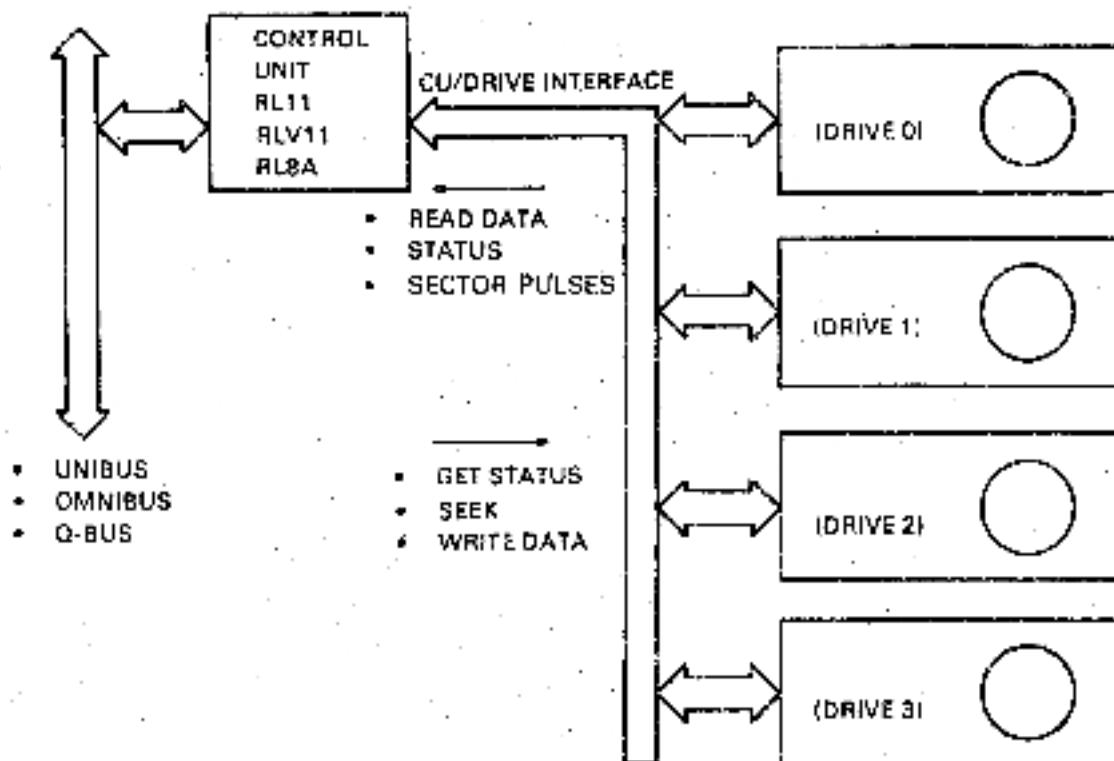 CONTROL
UNIT
RL11
RLV11
RL8A
CU/DRIVE INTERFACE
(DRIVE 0)
• READ DATA
• STATUS
• SECTOR PULSES
(DRIVE 1)
• UNIBUS
• OMNIBUS
• Q-BUS
• GET STATUS
• SEEK
• WRITE DATA
(DRIVE 2)
(DRIVE 3)